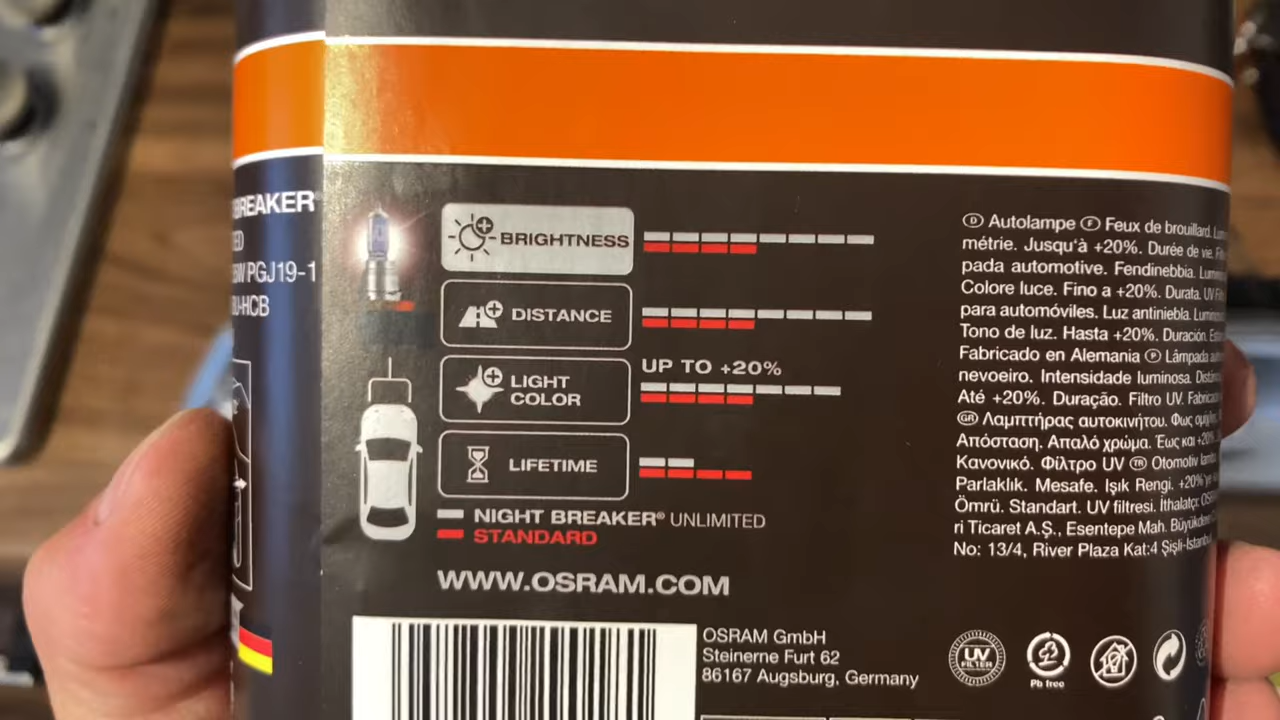 BREAKER
PGJ19-1
-HCB
BRIGHTNESS
DISTANCE
UP TO +20%
LIGHT
COLOR
LIFETIME
NIGHT BREAKER® UNLIMITED
STANDARD
WWW.OSRAM.COM
OSRAM GmbH
Steinerne Furt 62
86167 Augsburg, Germany
UV
FILTER
Pb free
Ⓓ Autolampe Ⓕ Feux de brouillard.
métrie. Jusqu'à +20%. Durée de vie.
pada automotive. Fendinebbia.
Colore luce. Fino a +20%. Durata. UV
para automóviles. Luz antiniebla.
Tono de luz. Hasta +20%. Duración.
Fabricado en Alemania Ⓟ Lâmpada
nevoeiro. Intensidade luminosa.
Até +20%. Duração. Filtro UV.
GR Λαμπτήρας αυτοκινήτου. Φως
Απόσταση. Απαλό χρώμα. Έως και +20%.
Κανονικό. Φίλτρο UV TR Otomotiv
Parlaklık. Mesafe. Işık Rengi.
Ömrü. Standart. UV filtresi. İthalatçı:
ri Ticaret A.Ş., Esentepe Mah.
No: 13/4, River Plaza Kat:4 Şişli-Istanbul